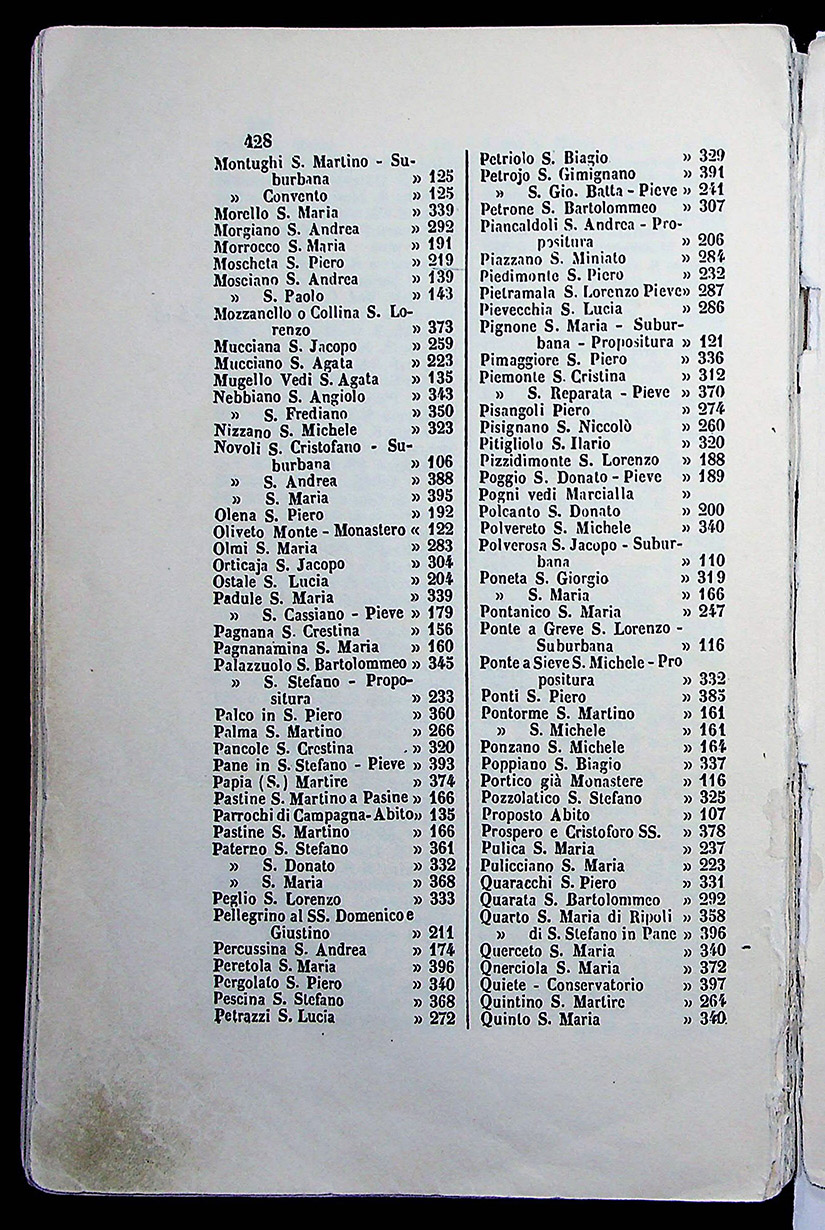 428
Montughi S. Martino - Su-
burbana » 125
» Convento » 125
Morello S. Maria » 339
Morgiano S. Andrea » 292
Morrocco S. Maria » 191
Moscheta S. Piero » 219
Mosciano S. Andrea » 139
» S. Paolo » 143
Mozzanello o Collina S. Lo-
renzo » 373
Mucciana S. Jacopo » 259
Mucciano S. Agata » 223
Mugello Vedi S. Agata » 135
Nebbiano S. Angiolo » 343
» S. Frediano » 350
Nizzano S. Michele » 323
Novoli S. Cristofano - Su-
burbana » 106
» S. Andrea » 388
» S. Maria » 395
Olena S. Piero » 192
Oliveto Monte - Monastero « 122
Olmi S. Maria » 283
Orticaja S. Jacopo » 304
Ostale S. Lucia » 204
Padule S. Maria » 339
» S. Cassiano - Pieve » 179
Pagnana S. Crestina » 156
Pagnanamina S. Maria » 160
Palazzuolo S. Bartolommeo » 345
» S. Stefano - Propo-
situra » 233
Palco in S. Piero » 360
Palma S. Martino » 266
Pancole S. Crestina » 320
Pane in S. Stefano - Pieve » 393
Papia (S.) Martire » 374
Pastine S. Martino a Pasine » 166
Parrochi di Campagna-Abito» 135
Pastine S. Martino » 166
Paterno S. Stefano » 361
» S. Donato » 332
» S. Maria » 368
Peglio S. Lorenzo » 333
Pellegrino al SS. Domenico e
Giustino » 211
Percussina S. Andrea » 174
Peretola S. Maria » 396
Pergolato S. Piero » 340
Pescina S. Stefano » 368
Petrazzi S. Lucia » 272
Petriolo S. Biagio » 329
Petrojo S. Gimignano » 391
» S. Gio. Batta - Pieve » 241
Petrone S. Bartolommeo » 307
Piancaldoli S. Andrea - Pro-
positura » 206
Piazzano S. Miniato » 284
Piedimonte S. Piero » 232
Pietramala S. Lorenzo Pieve» 287
Pievecchia S. Lucia » 286
Pignone S. Maria - Subur-
bana - Propositura » 121
Pimaggiore S. Piero » 336
Piemonte S. Cristina » 312
» S. Reparata - Pieve » 370
Pisangoli Piero » 274
Pisignano S. Niccolò » 260
Pitigliolo S. Ilario » 320
Pizzidimonte S. Lorenzo » 188
Poggio S. Donato - Pieve » 189
Pogni vedi Marcialla »
Polcanto S. Donato » 200
Polvereto S. Michele » 340
Polverosa S. Jacopo - Subur-
bana » 110
Poneta S. Giorgio » 319
» S. Maria » 166
Pontanico S. Maria » 247
Ponte a Greve S. Lorenzo -
Suburbana » 116
Ponte a Sieve S. Michele - Pro
positura » 332
Ponti S. Piero » 385
Pontorme S. Martino » 161
» S. Michele » 161
Ponzano S. Michele » 164
Poppiano S. Biagio » 337
Portico già Monastere » 116
Pozzolatico S. Stefano » 325
Proposto Abito » 107
Prospero e Cristoforo SS. » 378
Pulica S. Maria » 237
Pulicciano S. Maria » 223
Quaracchi S. Piero » 331
Quarata S. Bartolommeo » 292
Quarto S. Maria di Ripoli » 358
» di S. Stefano in Pane » 396
Querceto S. Maria » 340
Qnerciola S. Maria » 372
Quiete - Conservatorio » 397
Quintino S. Martire » 264
Quinto S. Maria » 340